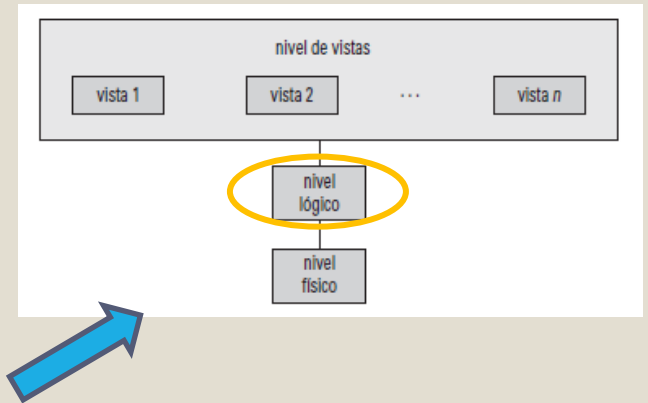 nivel de vistas
vista 1 vista 2 ... vista n
nivel
lógico
nivel
físico